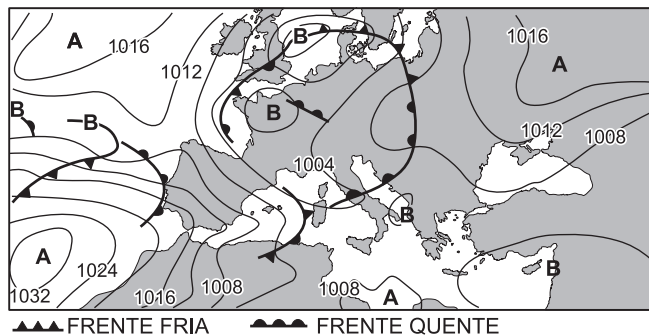 A 1016 B 1016
1012 A
B B B 1012
1008
1004
B
A 1024 B
1032 1016 1008 1008 A
FRENTE FRIA FRENTE QUENTE